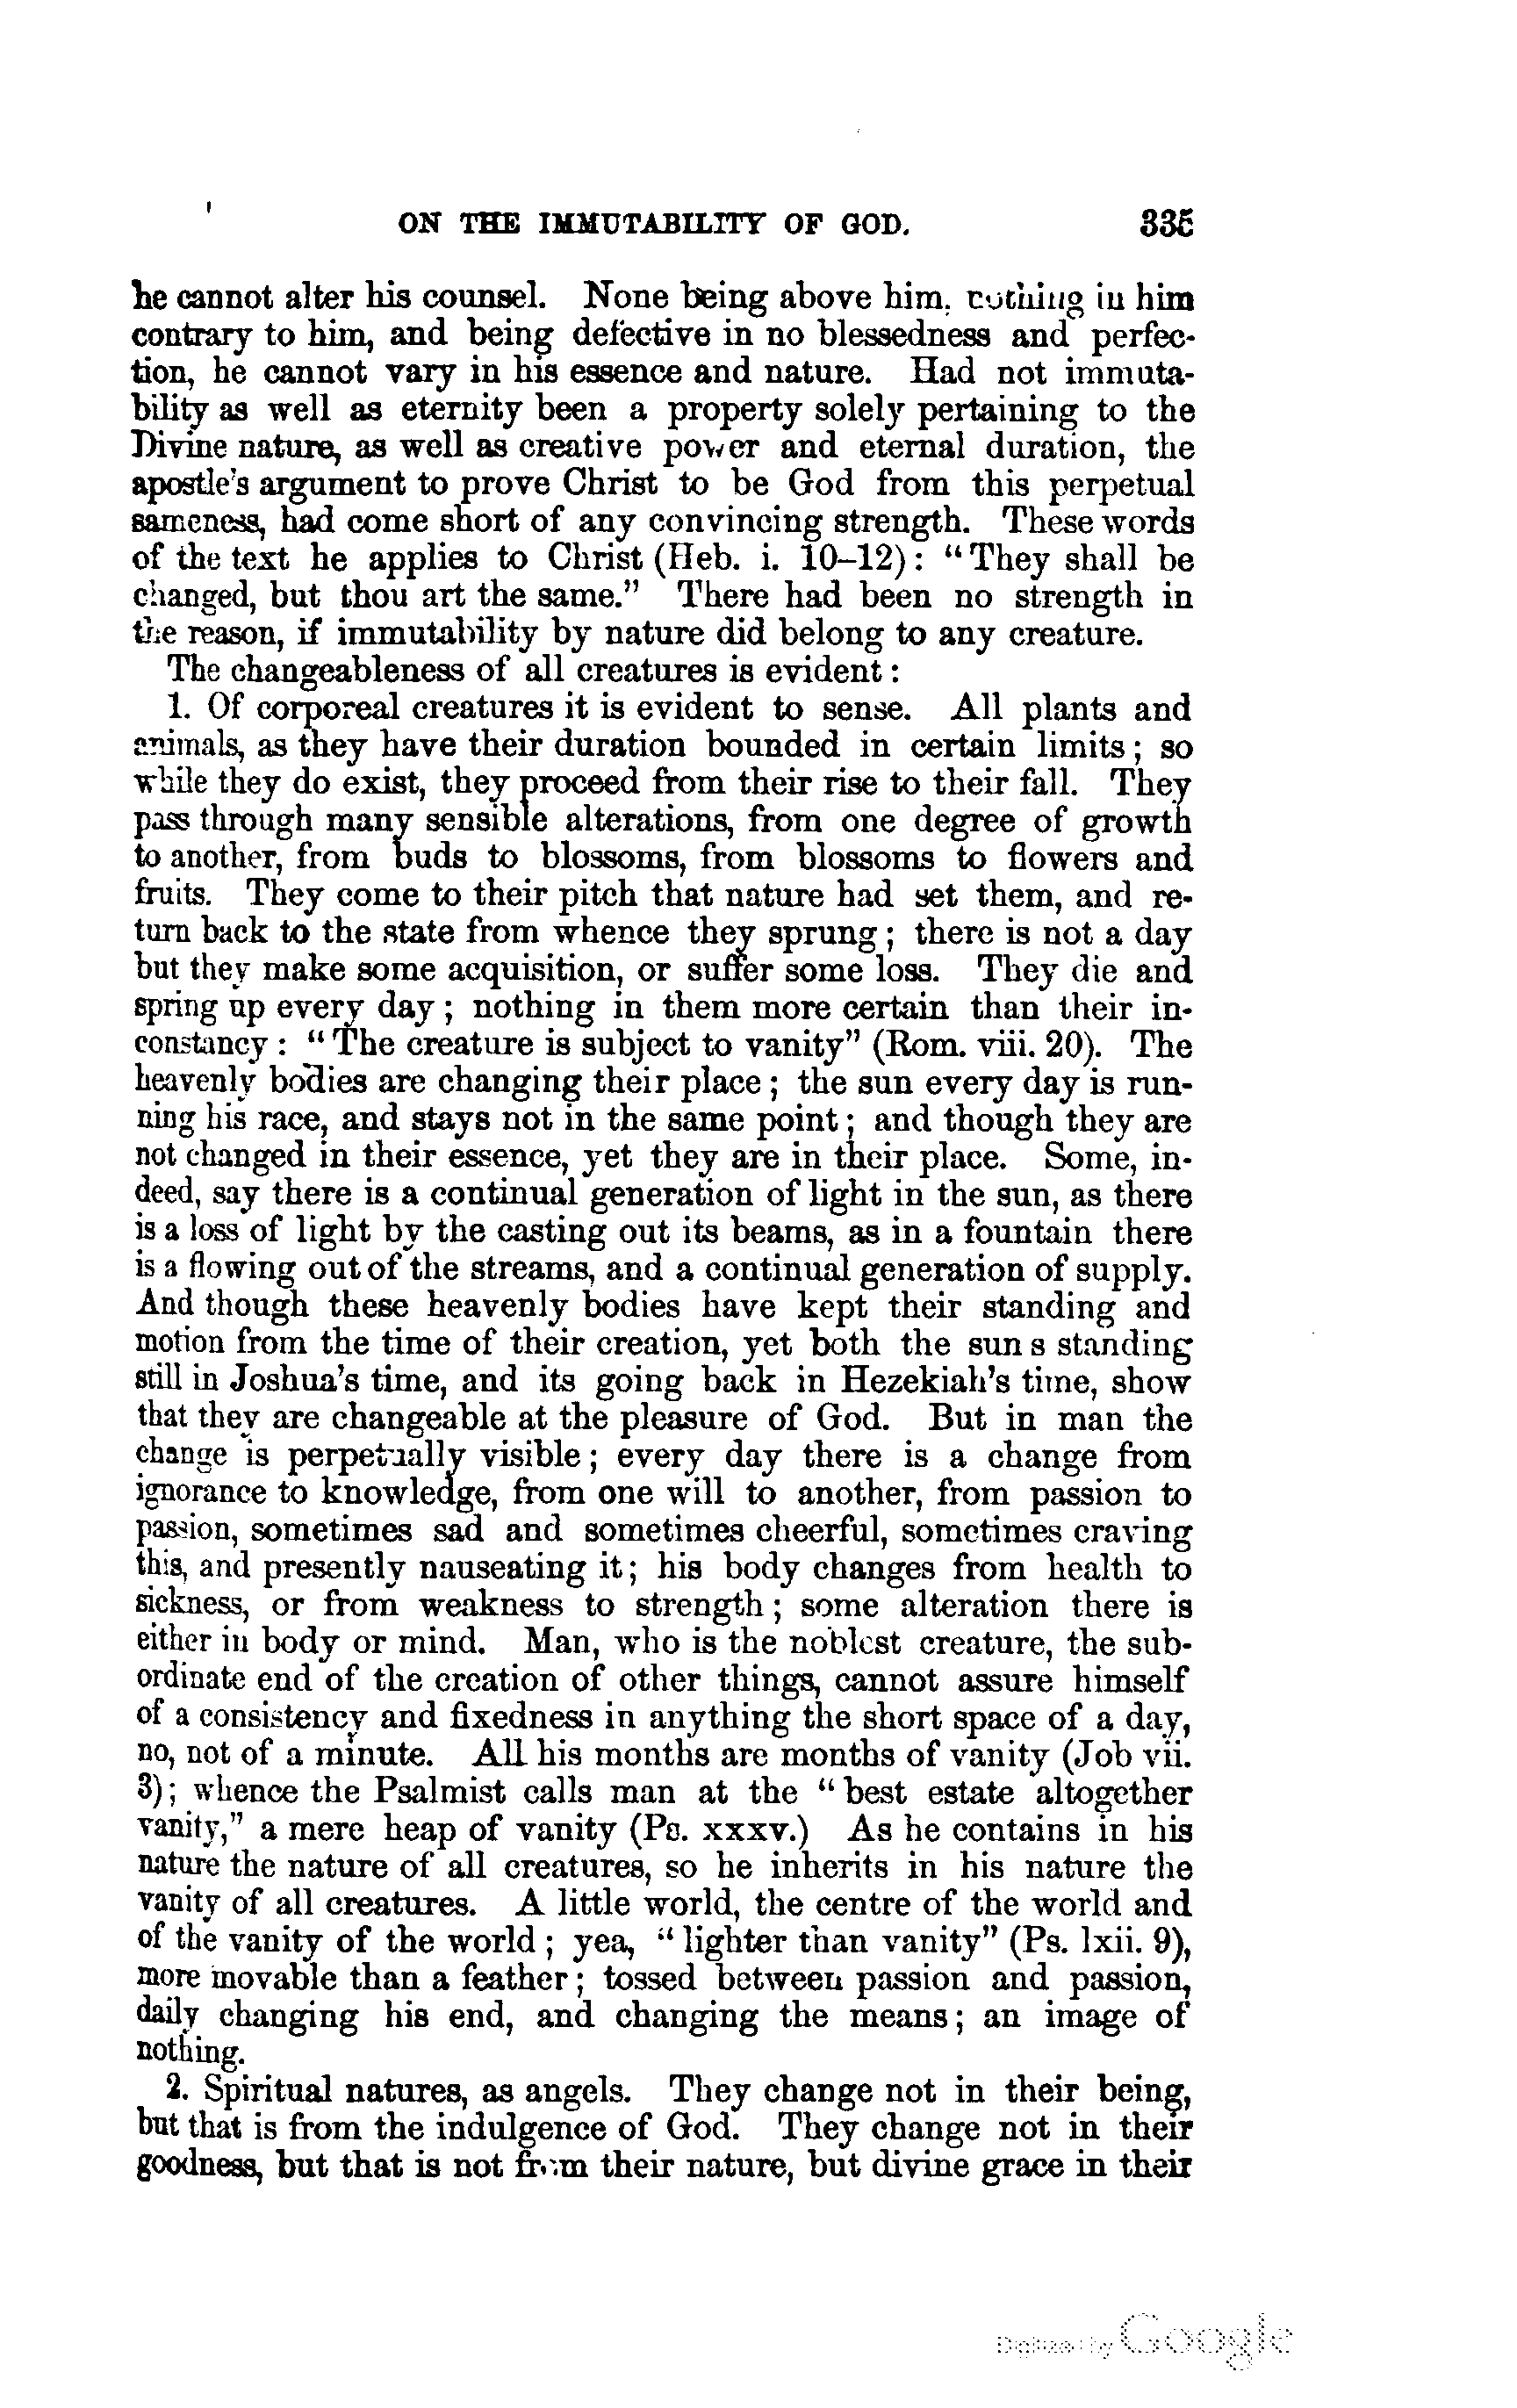 ON THE IMMUTABILITY OF GOD. 335
he cannot alter his counsel. None being above him, nothing in him
contrary to him, and being defective in no blessedness and perfec-
tion, he cannot vary in his essence and nature. Had not immuta-
bility as well as eternity been a property solely pertaining to the
Divine nature, as well as creative power and eternal duration, the
apostle's argument to prove Christ to be God from this perpetual
sameness, had come short of any convincing strength. These words
of the text he applies to Christ (Heb. i. 10–12): “They shall be
changed, but thou art the same.” There had been no strength in
the reason, if immutability by nature did belong to any creature.
The changeableness of all creatures is evident:
1. Of corporeal creatures it is evident to sense. All plants and
animals, as they have their duration bounded in certain limits; so
while they do exist, they proceed from their rise to their fall. They
pass through many sensible alterations, from one degree of growth
to another, from buds to blossoms, from blossoms to flowers and
fruits. They come to their pitch that nature had set them, and re-
turn back to the state from whence they sprung; there is not a day
but they make some acquisition, or suffer some loss. They die and
spring up every day; nothing in them more certain than their in-
constancy: “The creature is subject to vanity” (Rom. viii. 20). The
heavenly bodies are changing their place; the sun every day is run-
ning his race, and stays not in the same point; and though they are
not changed in their essence, yet they are in their place. Some, in-
deed, say there is a continual generation of light in the sun, as there
is a loss of light by the casting out its beams, as in a fountain there
is a flowing out of the streams, and a continual generation of supply.
And though these heavenly bodies have kept their standing and
motion from the time of their creation, yet both the sun s standing
still in Joshua's time, and its going back in Hezekiah's time, show
that they are changeable at the pleasure of God. But in man the
change is perpetually visible; every day there is a change from
ignorance to knowledge, from one will to another, from passion to
passion, sometimes sad and sometimes cheerful, sometimes craving
this, and presently nauseating it; his body changes from health to
sickness, or from weakness to strength; some alteration there is
either in body or mind. Man, who is the noblest creature, the sub-
ordinate end of the creation of other things, cannot assure himself
of a consistency and fixedness in anything the short space of a day,
no, not of a minute. All his months are months of vanity (Job vii.
3); whence the Psalmist calls man at the “best estate altogether
vanity,” a mere heap of vanity (Ps. xxxv.) As he contains in his
nature the nature of all creatures, so he inherits in his nature the
vanity of all creatures. A little world, the centre of the world and
of the vanity of the world; yea, “lighter than vanity” (Ps. lxii. 9),
more movable than a feather; tossed between passion and passion,
daily changing his end, and changing the means; an image of
nothing.
2. Spiritual natures, as angels. They change not in their being,
but that is from the indulgence of God. They change not in their
goodness, but that is not from their nature, but divine grace in their
Digitized by Google